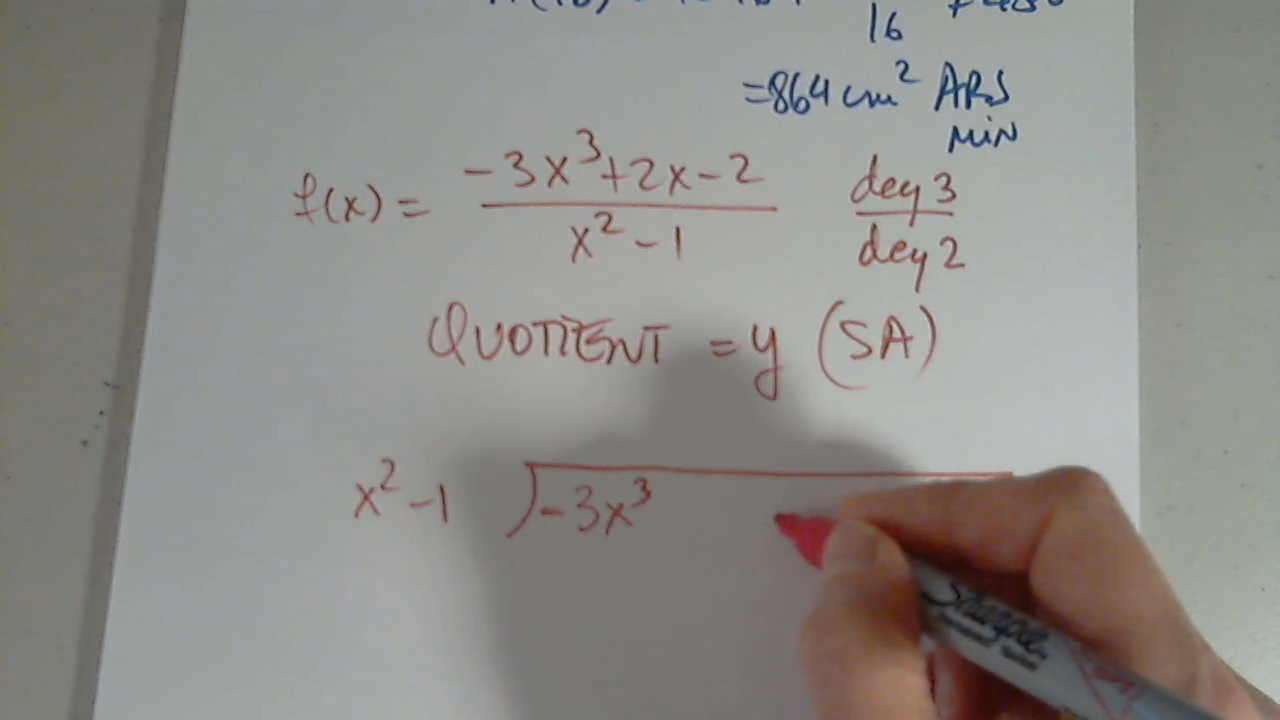 16
=864 cm² ABS
MIN
f(x) = -3x³+2x-2 / x²-1
deg 3 / deg 2
QUOTIENT = y (SA)
x²-1 ) -3x³
Sharpie